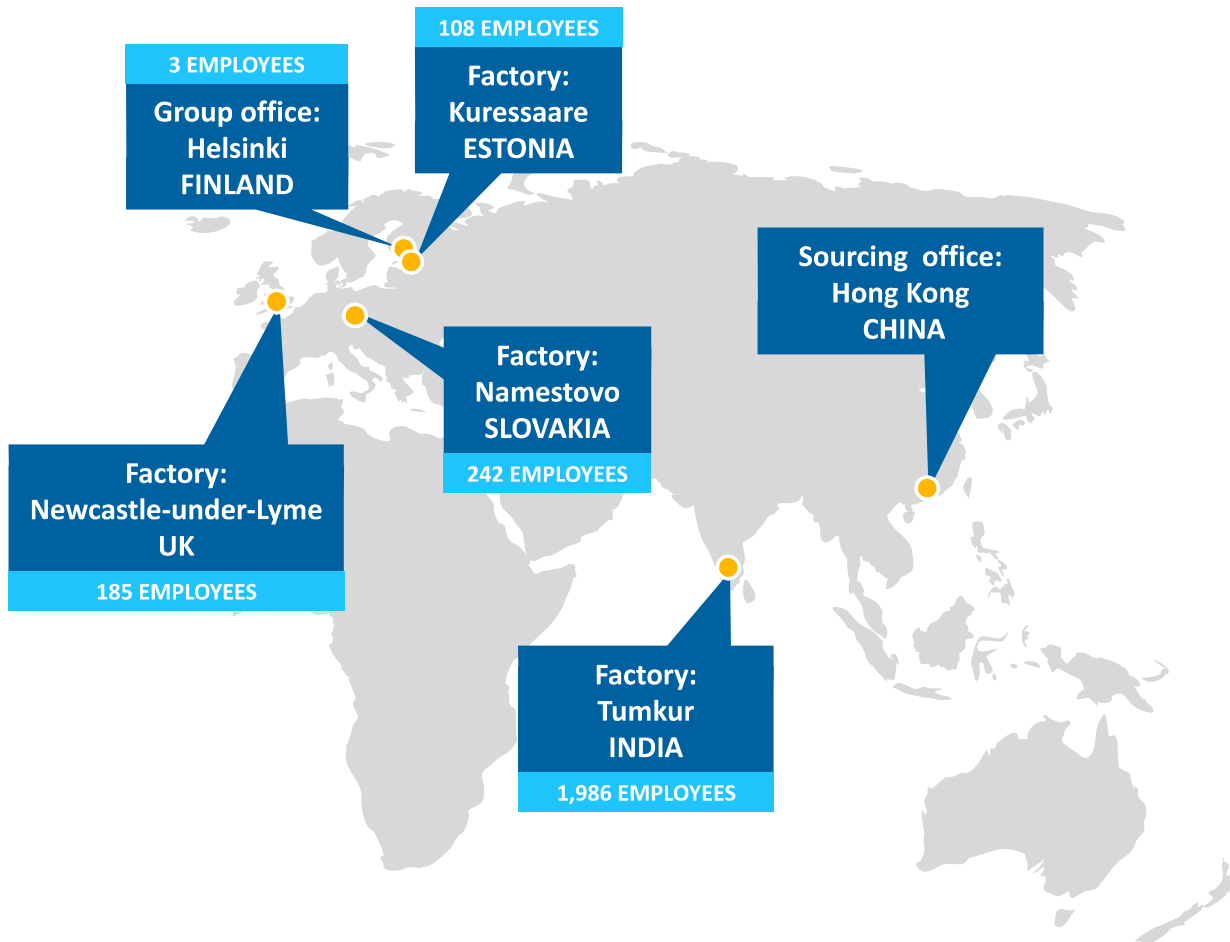 108 EMPLOYEES
Factory:
Kuressaare
ESTONIA
3 EMPLOYEES
Group office:
Helsinki
FINLAND
Sourcing office:
Hong Kong
CHINA
Factory:
Namestovo
SLOVAKIA
242 EMPLOYEES
Factory:
Newcastle-under-Lyme
UK
185 EMPLOYEES
Factory:
Tumkur
INDIA
1,986 EMPLOYEES